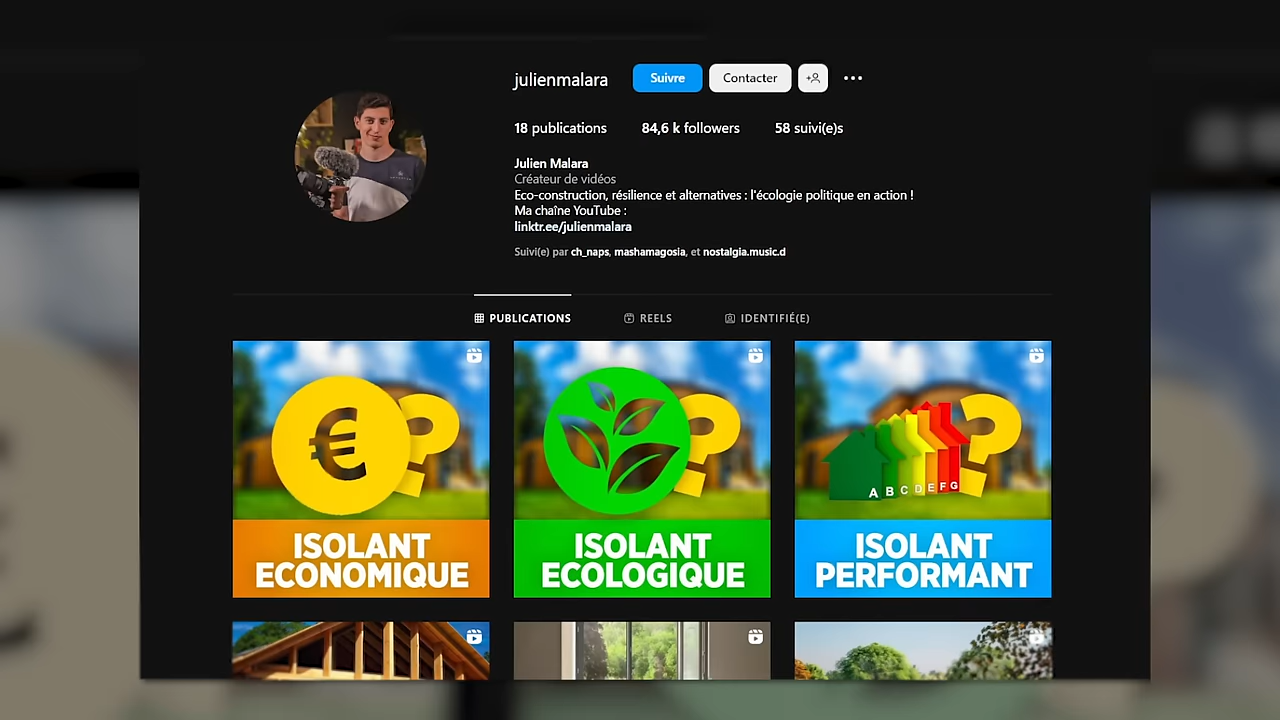 julienmalara Suivre Contacter
18 publications 84,6 k followers 58 suivi(e)s
Julien Malara
Créateur de vidéos
Eco-construction, résilience et alternatives : l'écologie politique en action !
Ma chaîne YouTube :
linktr.ee/julienmalara
Suivi(e) par ch_naps, mashamagosia, et nostalgia.music.d
PUBLICATIONS REELS IDENTIFIÉ(E)
€ ?
ISOLANT
ECONOMIQUE
?
ISOLANT
ECOLOGIQUE
?
A B C D E F G
ISOLANT
PERFORMANT